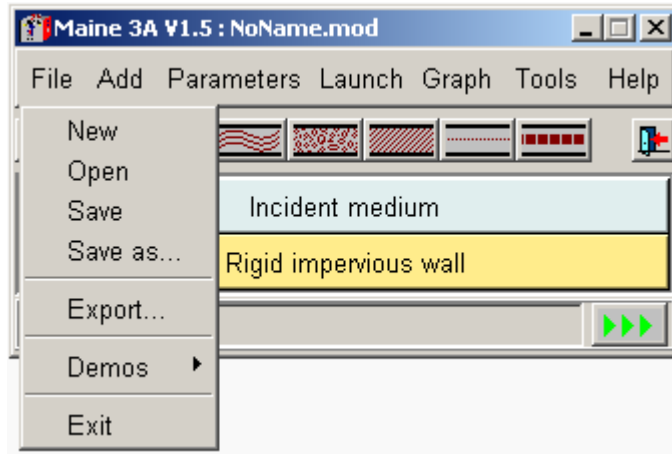 Maine 3A V1.5 : NoName.mod
File Add Parameters Launch Graph Tools Help
New
Open
Save
Save as...
Export...
Demos
Exit
Incident medium
Rigid impervious wall